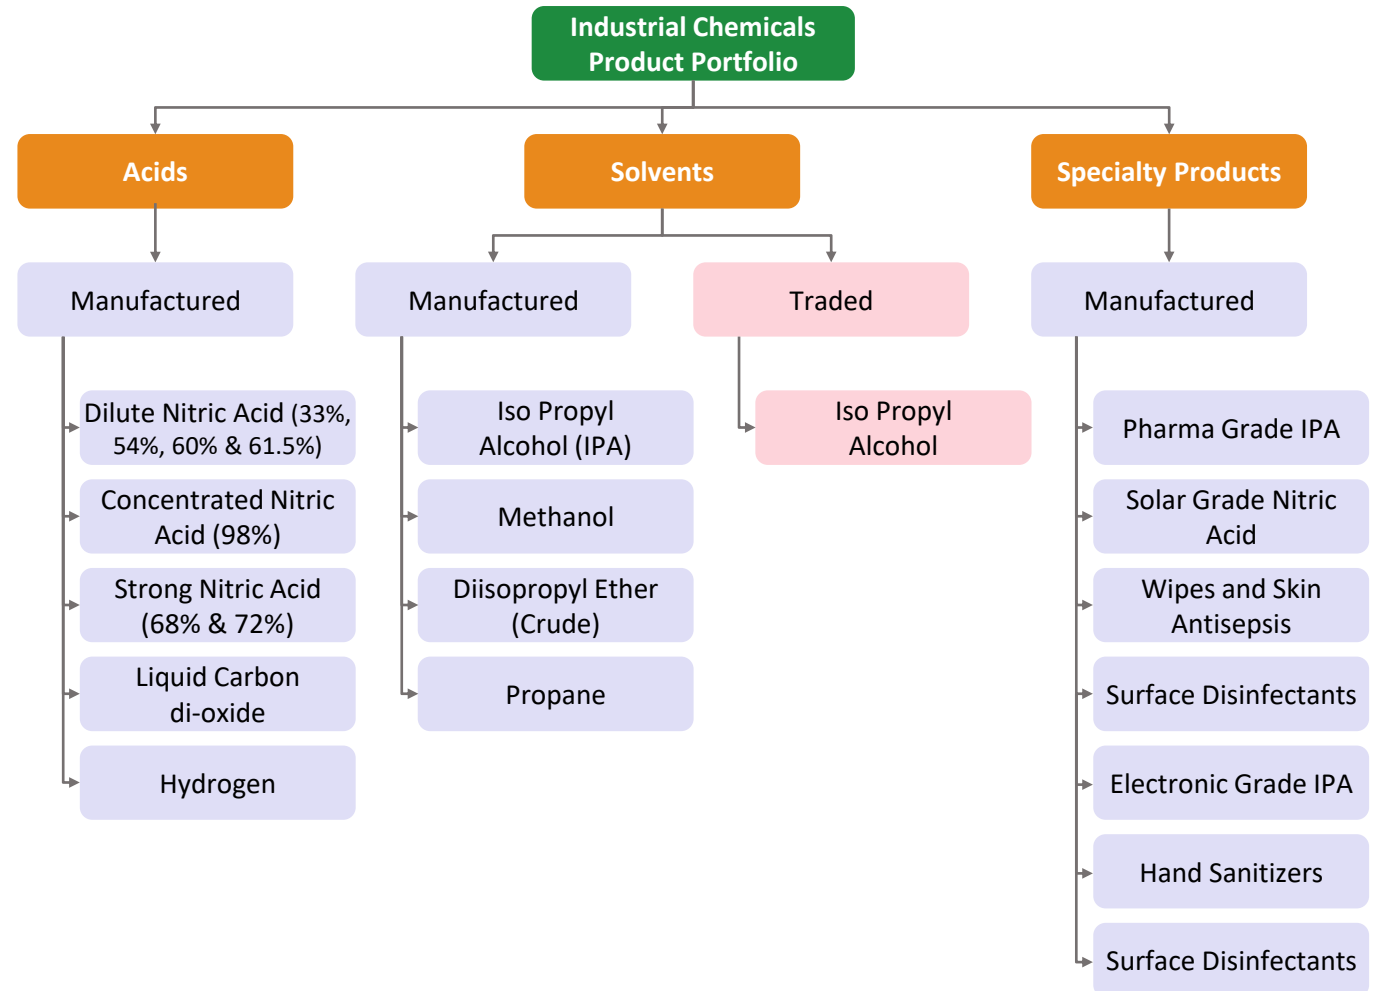 Industrial Chemicals
Product Portfolio
Acids
Solvents
Specialty Products
Manufactured
Manufactured
Traded
Manufactured
Dilute Nitric Acid (33%,
54%, 60% & 61.5%)
Concentrated Nitric
Acid (98%)
Strong Nitric Acid
(68% & 72%)
Liquid Carbon
di-oxide
Hydrogen
Iso Propyl
Alcohol (IPA)
Methanol
Diisopropyl Ether
(Crude)
Propane
Iso Propyl
Alcohol
Pharma Grade IPA
Solar Grade Nitric
Acid
Wipes and Skin
Antisepsis
Surface Disinfectants
Electronic Grade IPA
Hand Sanitizers
Surface Disinfectants